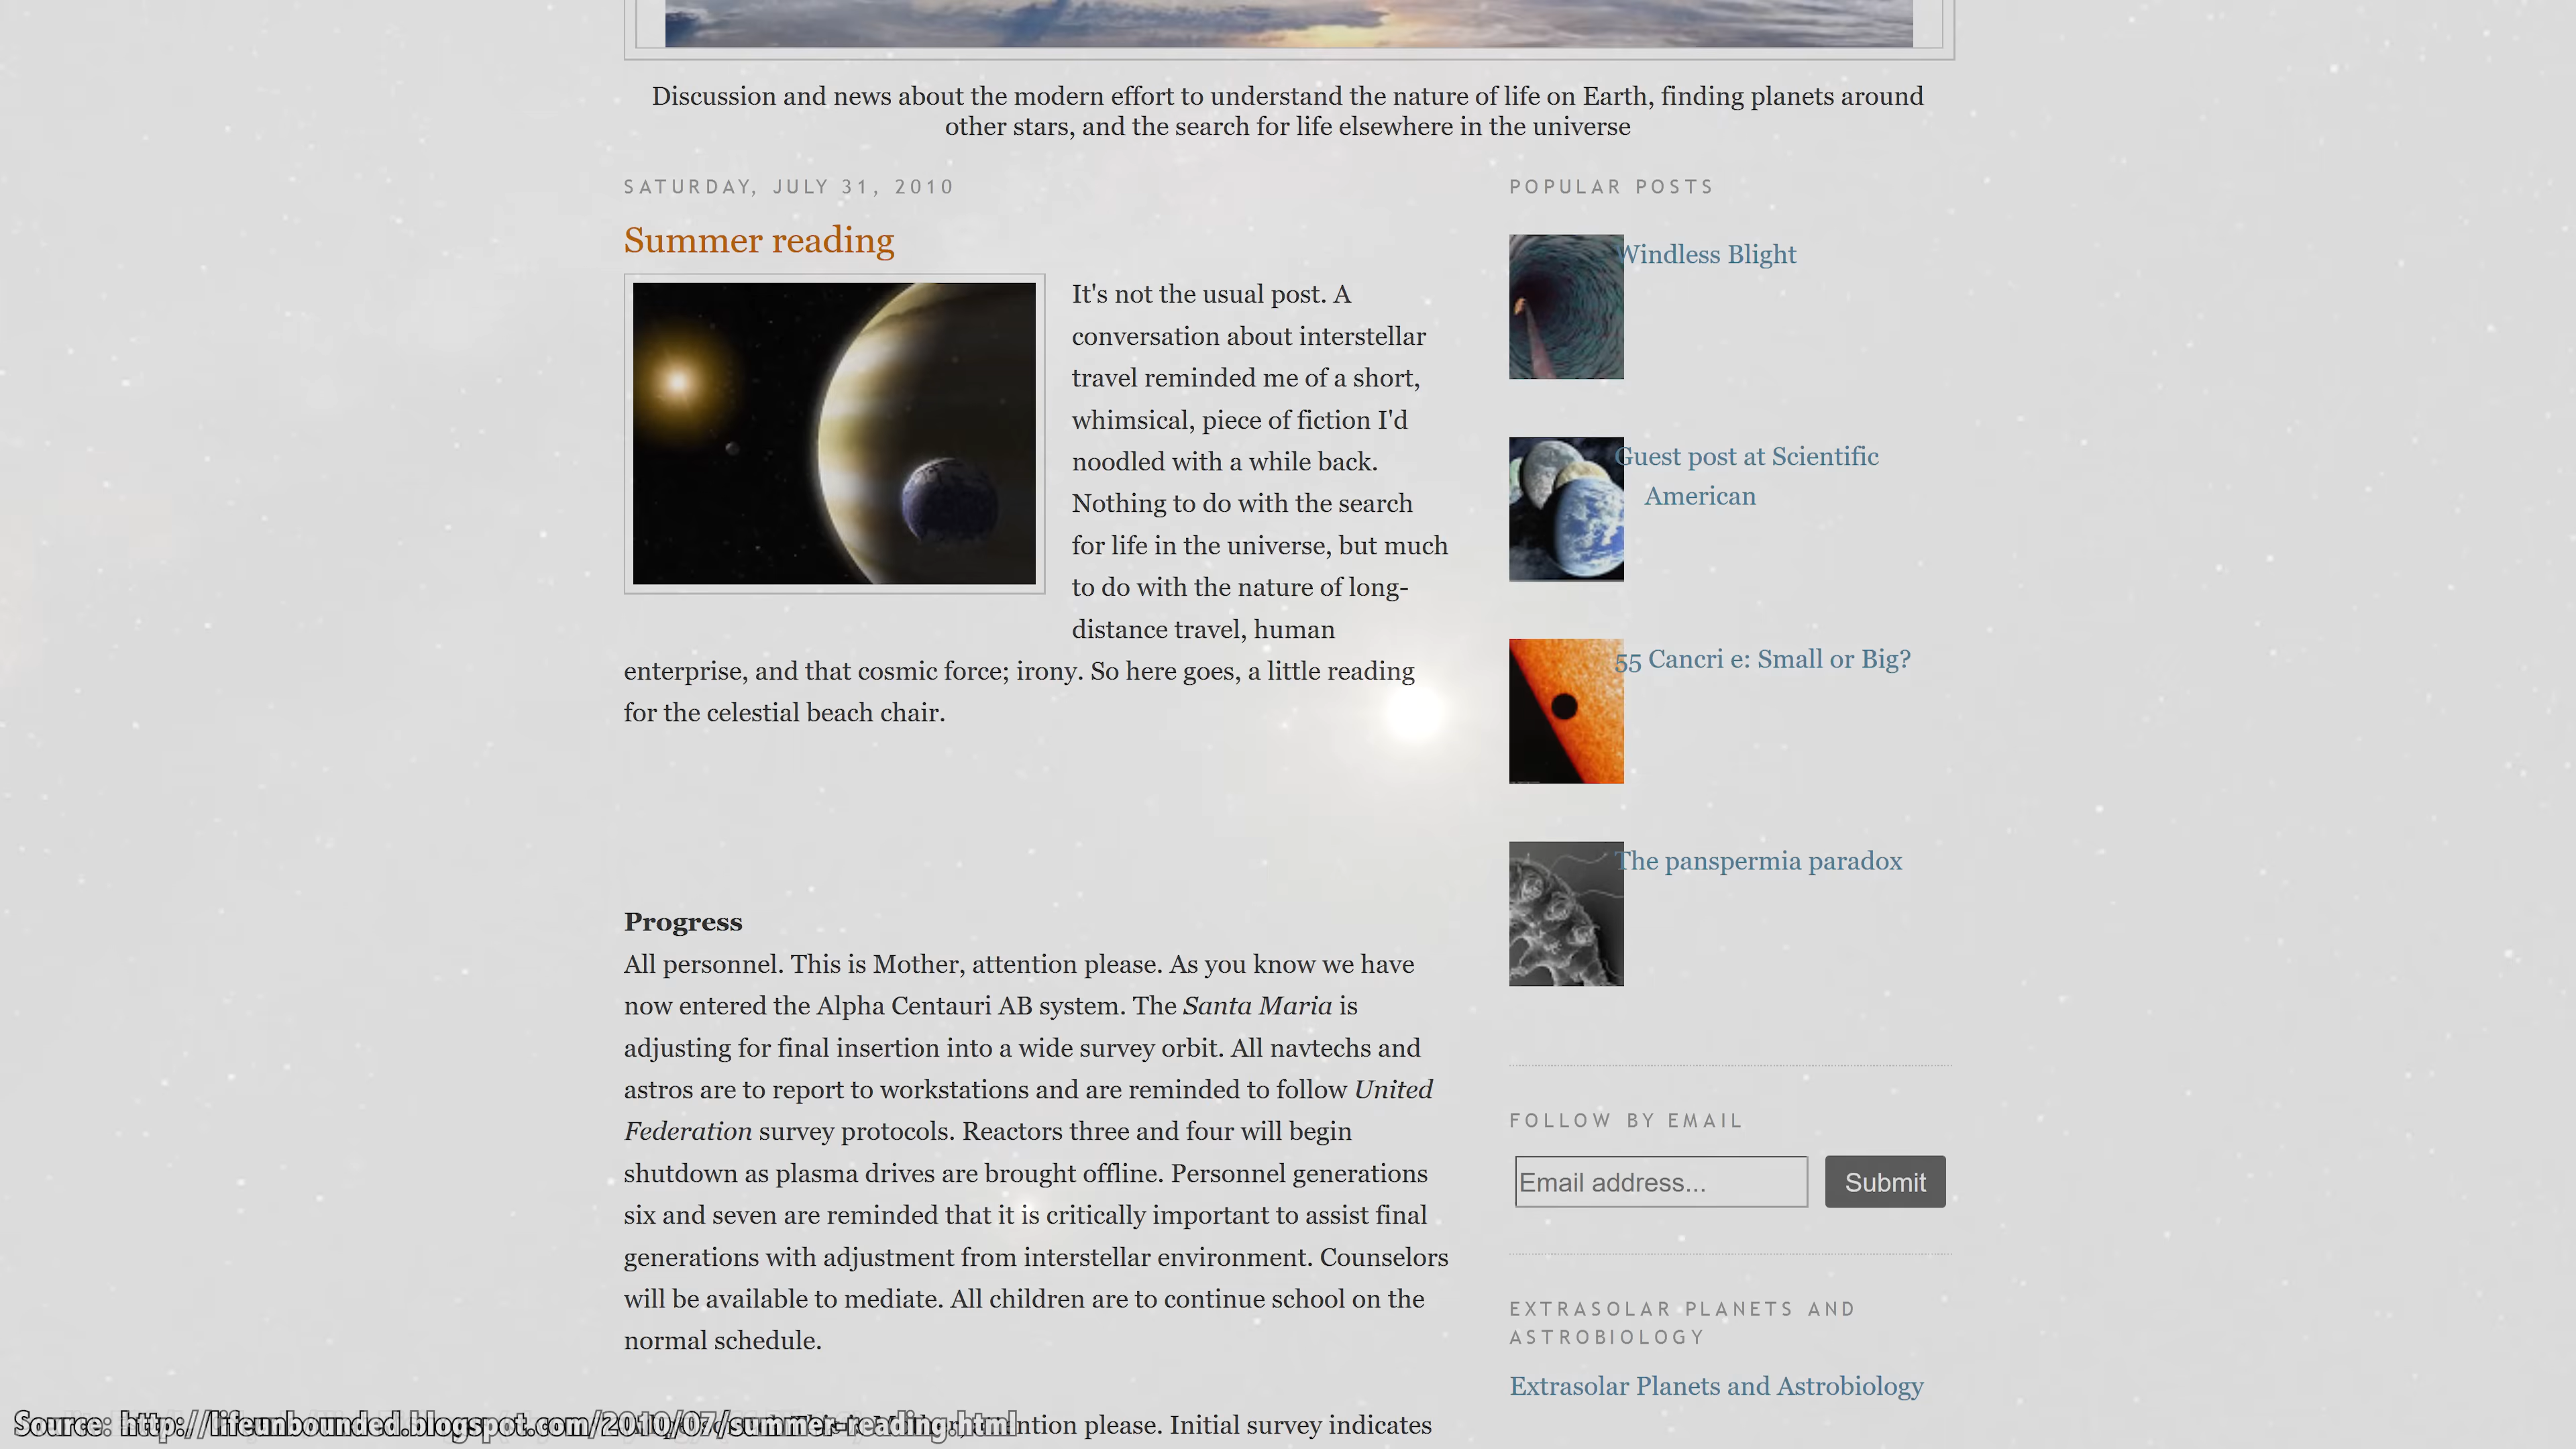 Discussion and news about the modern effort to understand the nature of life on Earth, finding planets around
other stars, and the search for life elsewhere in the universe
SATURDAY, JULY 31, 2010
Summer reading
It's not the usual post. A
conversation about interstellar
travel reminded me of a short,
whimsical, piece of fiction I'd
noodled with a while back.
Nothing to do with the search
for life in the universe, but much
to do with the nature of long-
distance travel, human
enterprise, and that cosmic force; irony. So here goes, a little reading
for the celestial beach chair.
Progress
All personnel. This is Mother, attention please. As you know we have
now entered the Alpha Centauri AB system. The Santa Maria is
adjusting for final insertion into a wide survey orbit. All navtechs and
astros are to report to workstations and are reminded to follow United
Federation survey protocols. Reactors three and four will begin
shutdown as plasma drives are brought offline. Personnel generations
six and seven are reminded that it is critically important to assist final
generations with adjustment from interstellar environment. Counselors
will be available to mediate. All children are to continue school on the
normal schedule.
ntion please. Initial survey indicates
POPULAR POSTS
Windless Blight
Guest post at Scientific
American
55 Cancri e: Small or Big?
The panspermia paradox
FOLLOW BY EMAIL
Email address...
Submit
EXTRASOLAR PLANETS AND
ASTROBIOLOGY
Extrasolar Planets and Astrobiology
Source: http://lifeunbounded.blogspot.com/2010/07/summer-reading.html